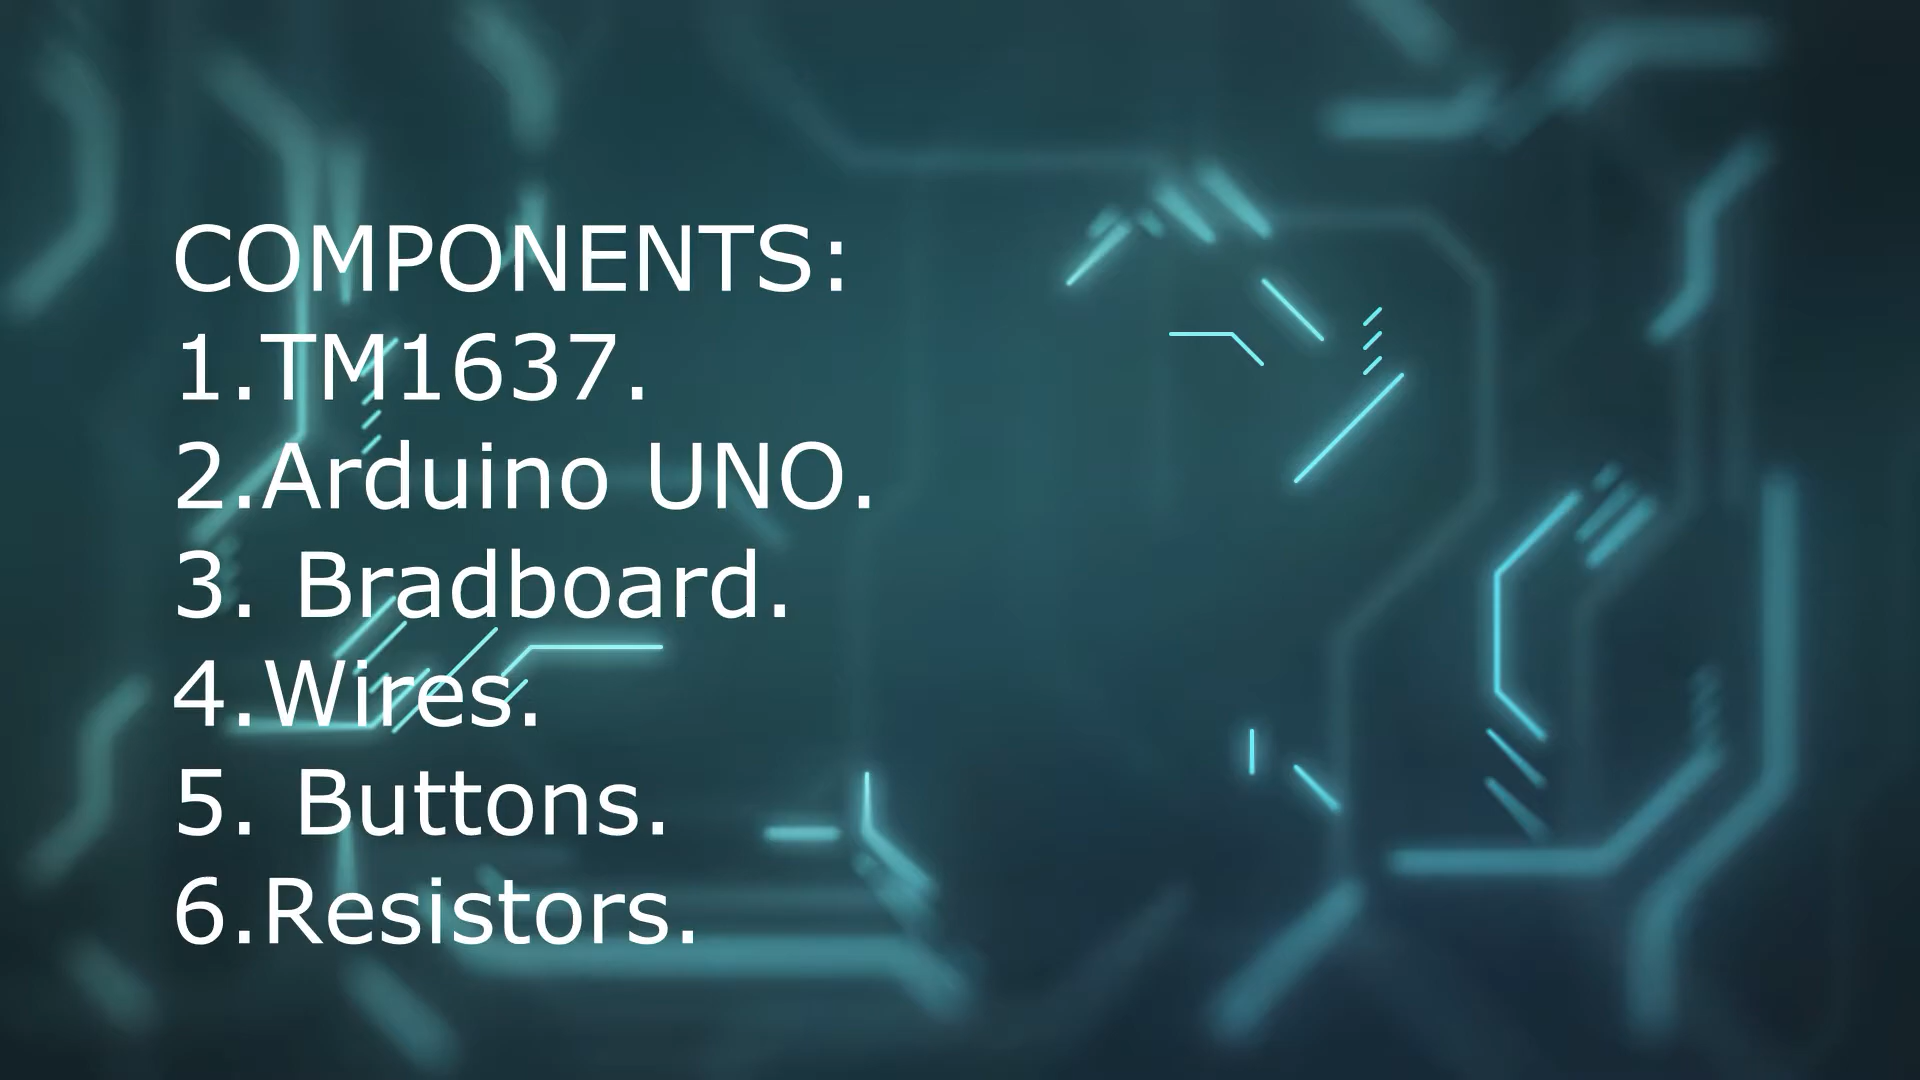 COMPONENTS:
1.TM1637.
2.Arduino UNO.
3. Bradboard.
4.Wires.
5. Buttons.
6.Resistors.